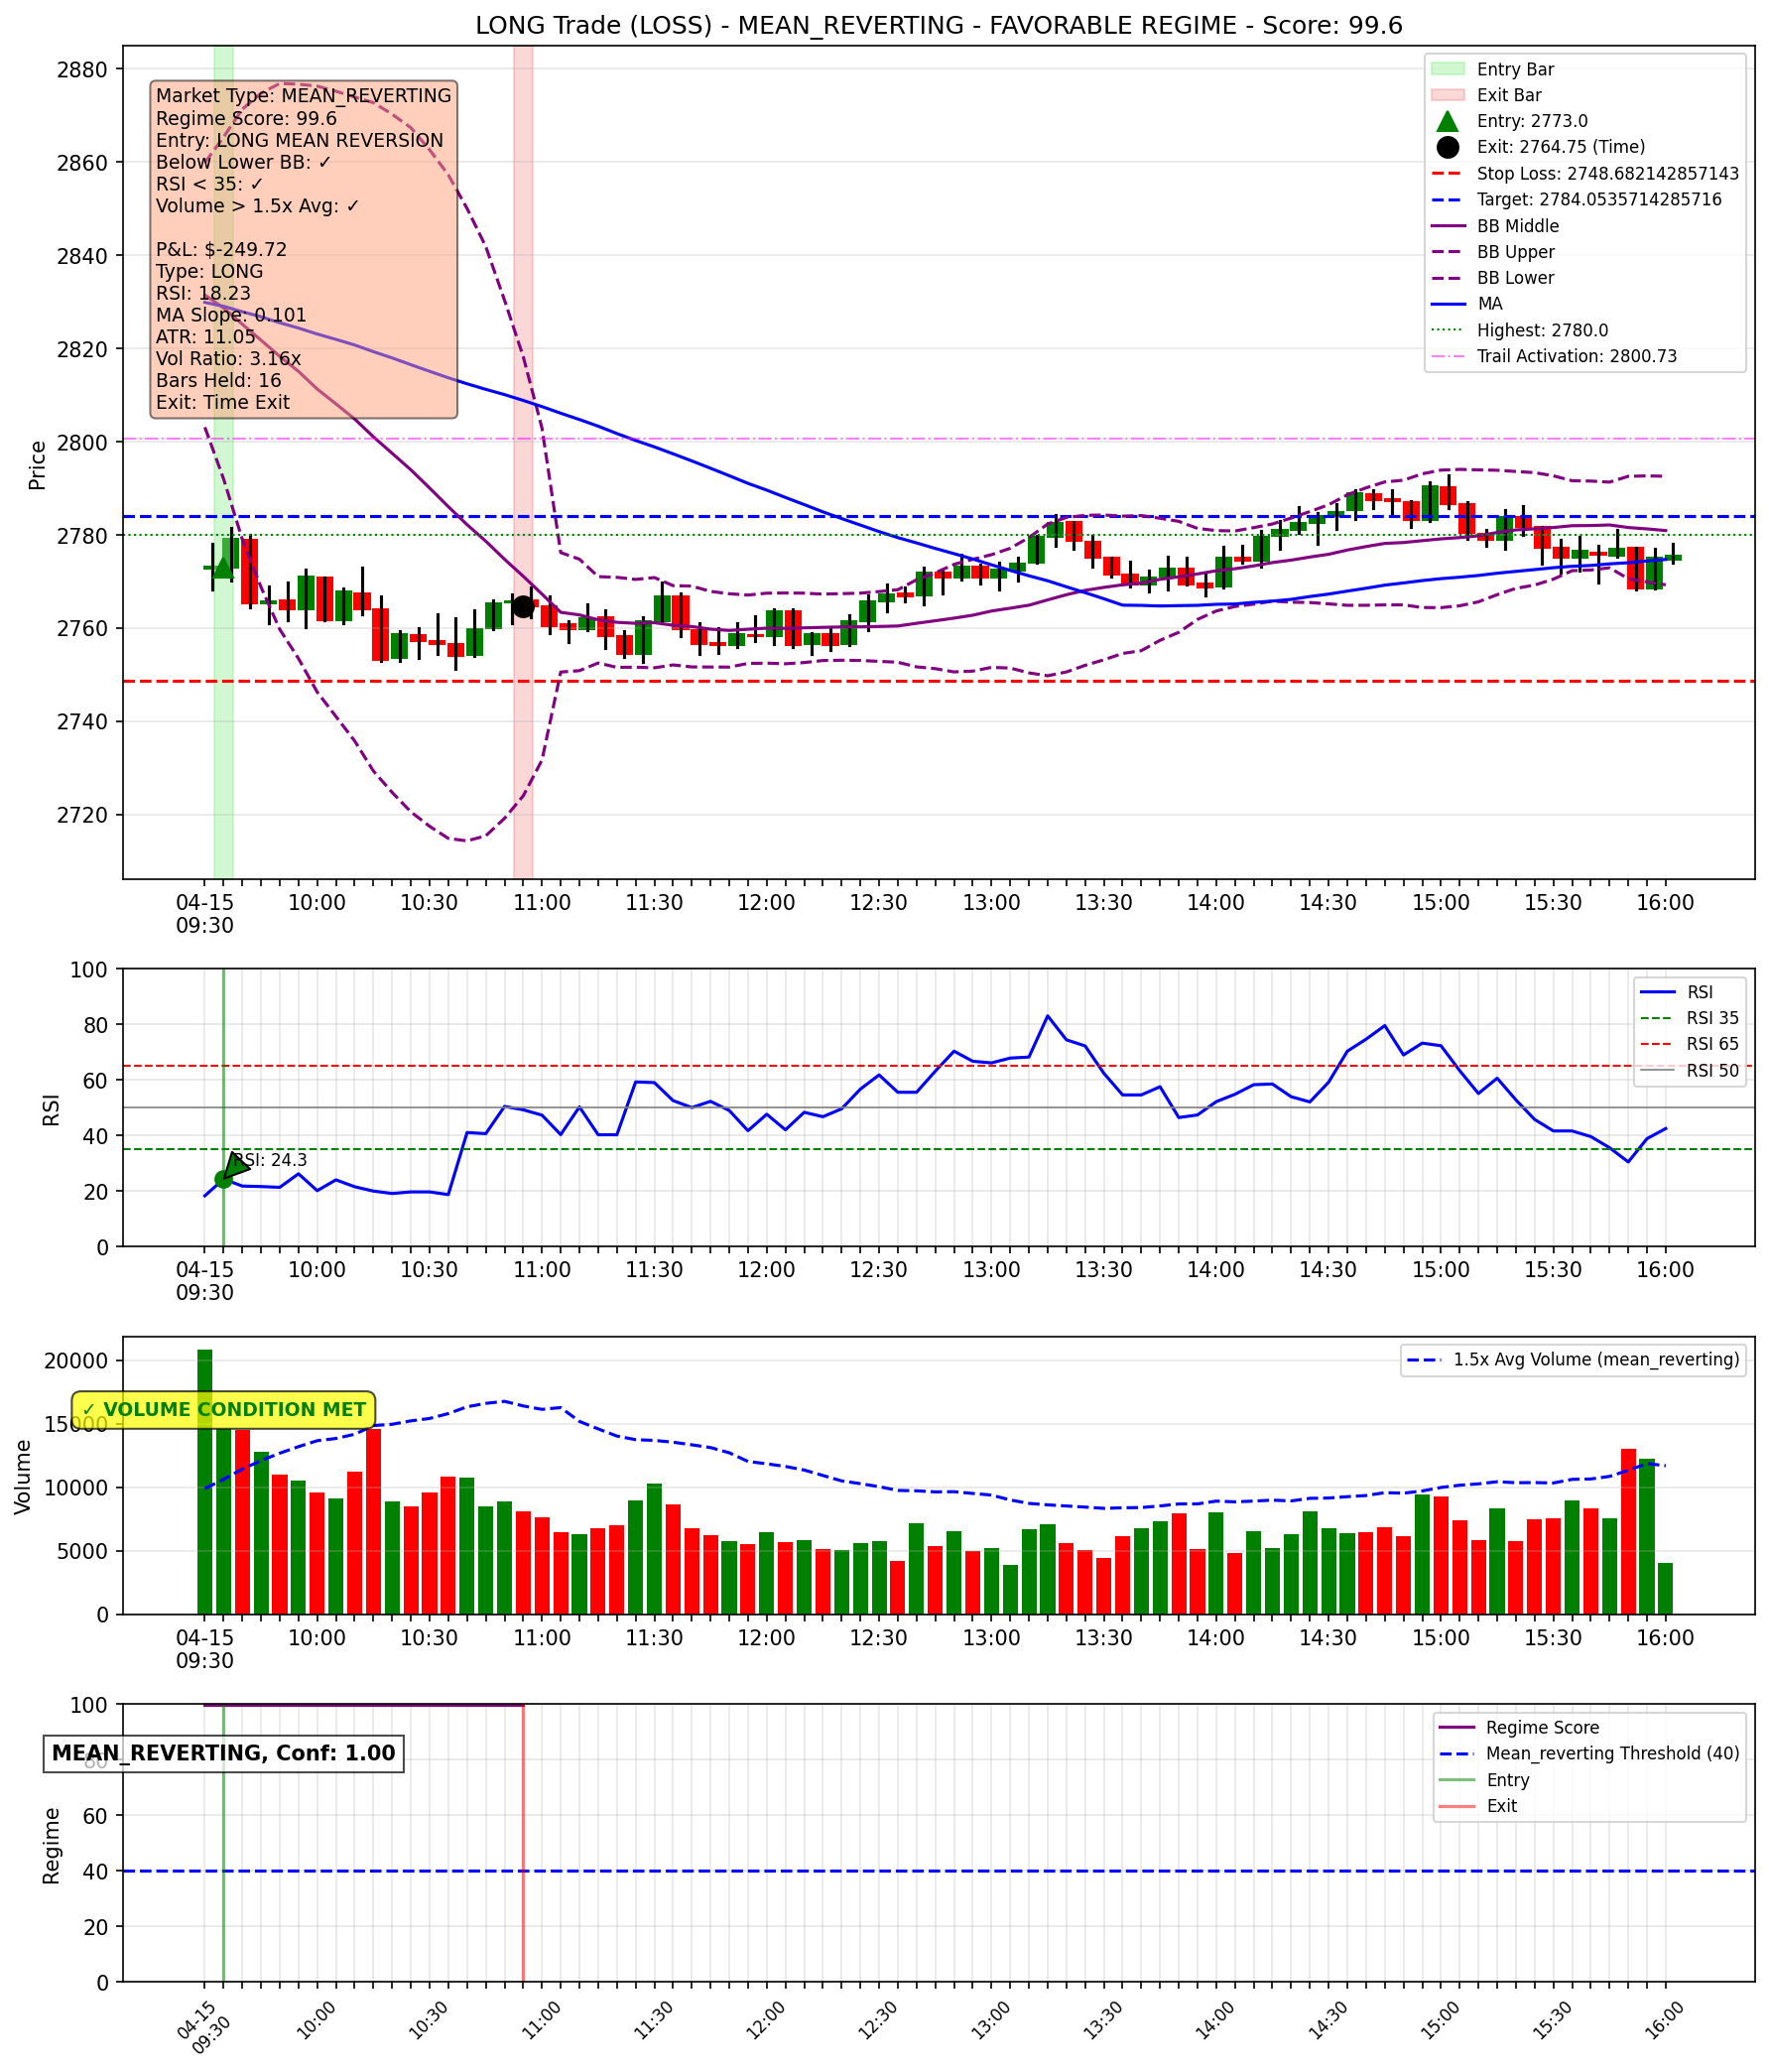 LONG Trade (LOSS) - MEAN_REVERTING - FAVORABLE REGIME - Score: 99.6
Price
2880
2860
2840
2820
2800
2780
2760
2740
2720
Market Type: MEAN_REVERTING
Regime Score: 99.6
Entry: LONG MEAN REVERSION
Below Lower BB: ✓
RSI < 35: ✓
Volume > 1.5x Avg: ✓
P&L: $-249.72
Type: LONG
RSI: 18.23
MA Slope: 0.101
ATR: 11.05
Vol Ratio: 3.16x
Bars Held: 16
Exit: Time Exit
Entry Bar
Exit Bar
Entry: 2773.0
Exit: 2764.75 (Time)
Stop Loss: 2748.682142857143
Target: 2784.0535714285716
BB Middle
BB Upper
BB Lower
MA
Highest: 2780.0
Trail Activation: 2800.73
04-15 10:00 10:30 11:00 11:30 12:00 12:30 13:00 13:30 14:00 14:30 15:00 15:30 16:00
09:30
RSI
100
80
60
40
20
0
RSI: 24.3
RSI
RSI 35
RSI 65
RSI 50
04-15 10:00 10:30 11:00 11:30 12:00 12:30 13:00 13:30 14:00 14:30 15:00 15:30 16:00
09:30
Volume
20000
15000
10000
5000
0
✓ VOLUME CONDITION MET
1.5x Avg Volume (mean_reverting)
04-15 10:00 10:30 11:00 11:30 12:00 12:30 13:00 13:30 14:00 14:30 15:00 15:30 16:00
09:30
Regime
100
80
60
40
20
0
MEAN_REVERTING, Conf: 1.00
Regime Score
Mean_reverting Threshold (40)
Entry
Exit
04-15 10:00 10:30 11:00 11:30 12:00 12:30 13:00 13:30 14:00 14:30 15:00 15:30 16:00
09:30